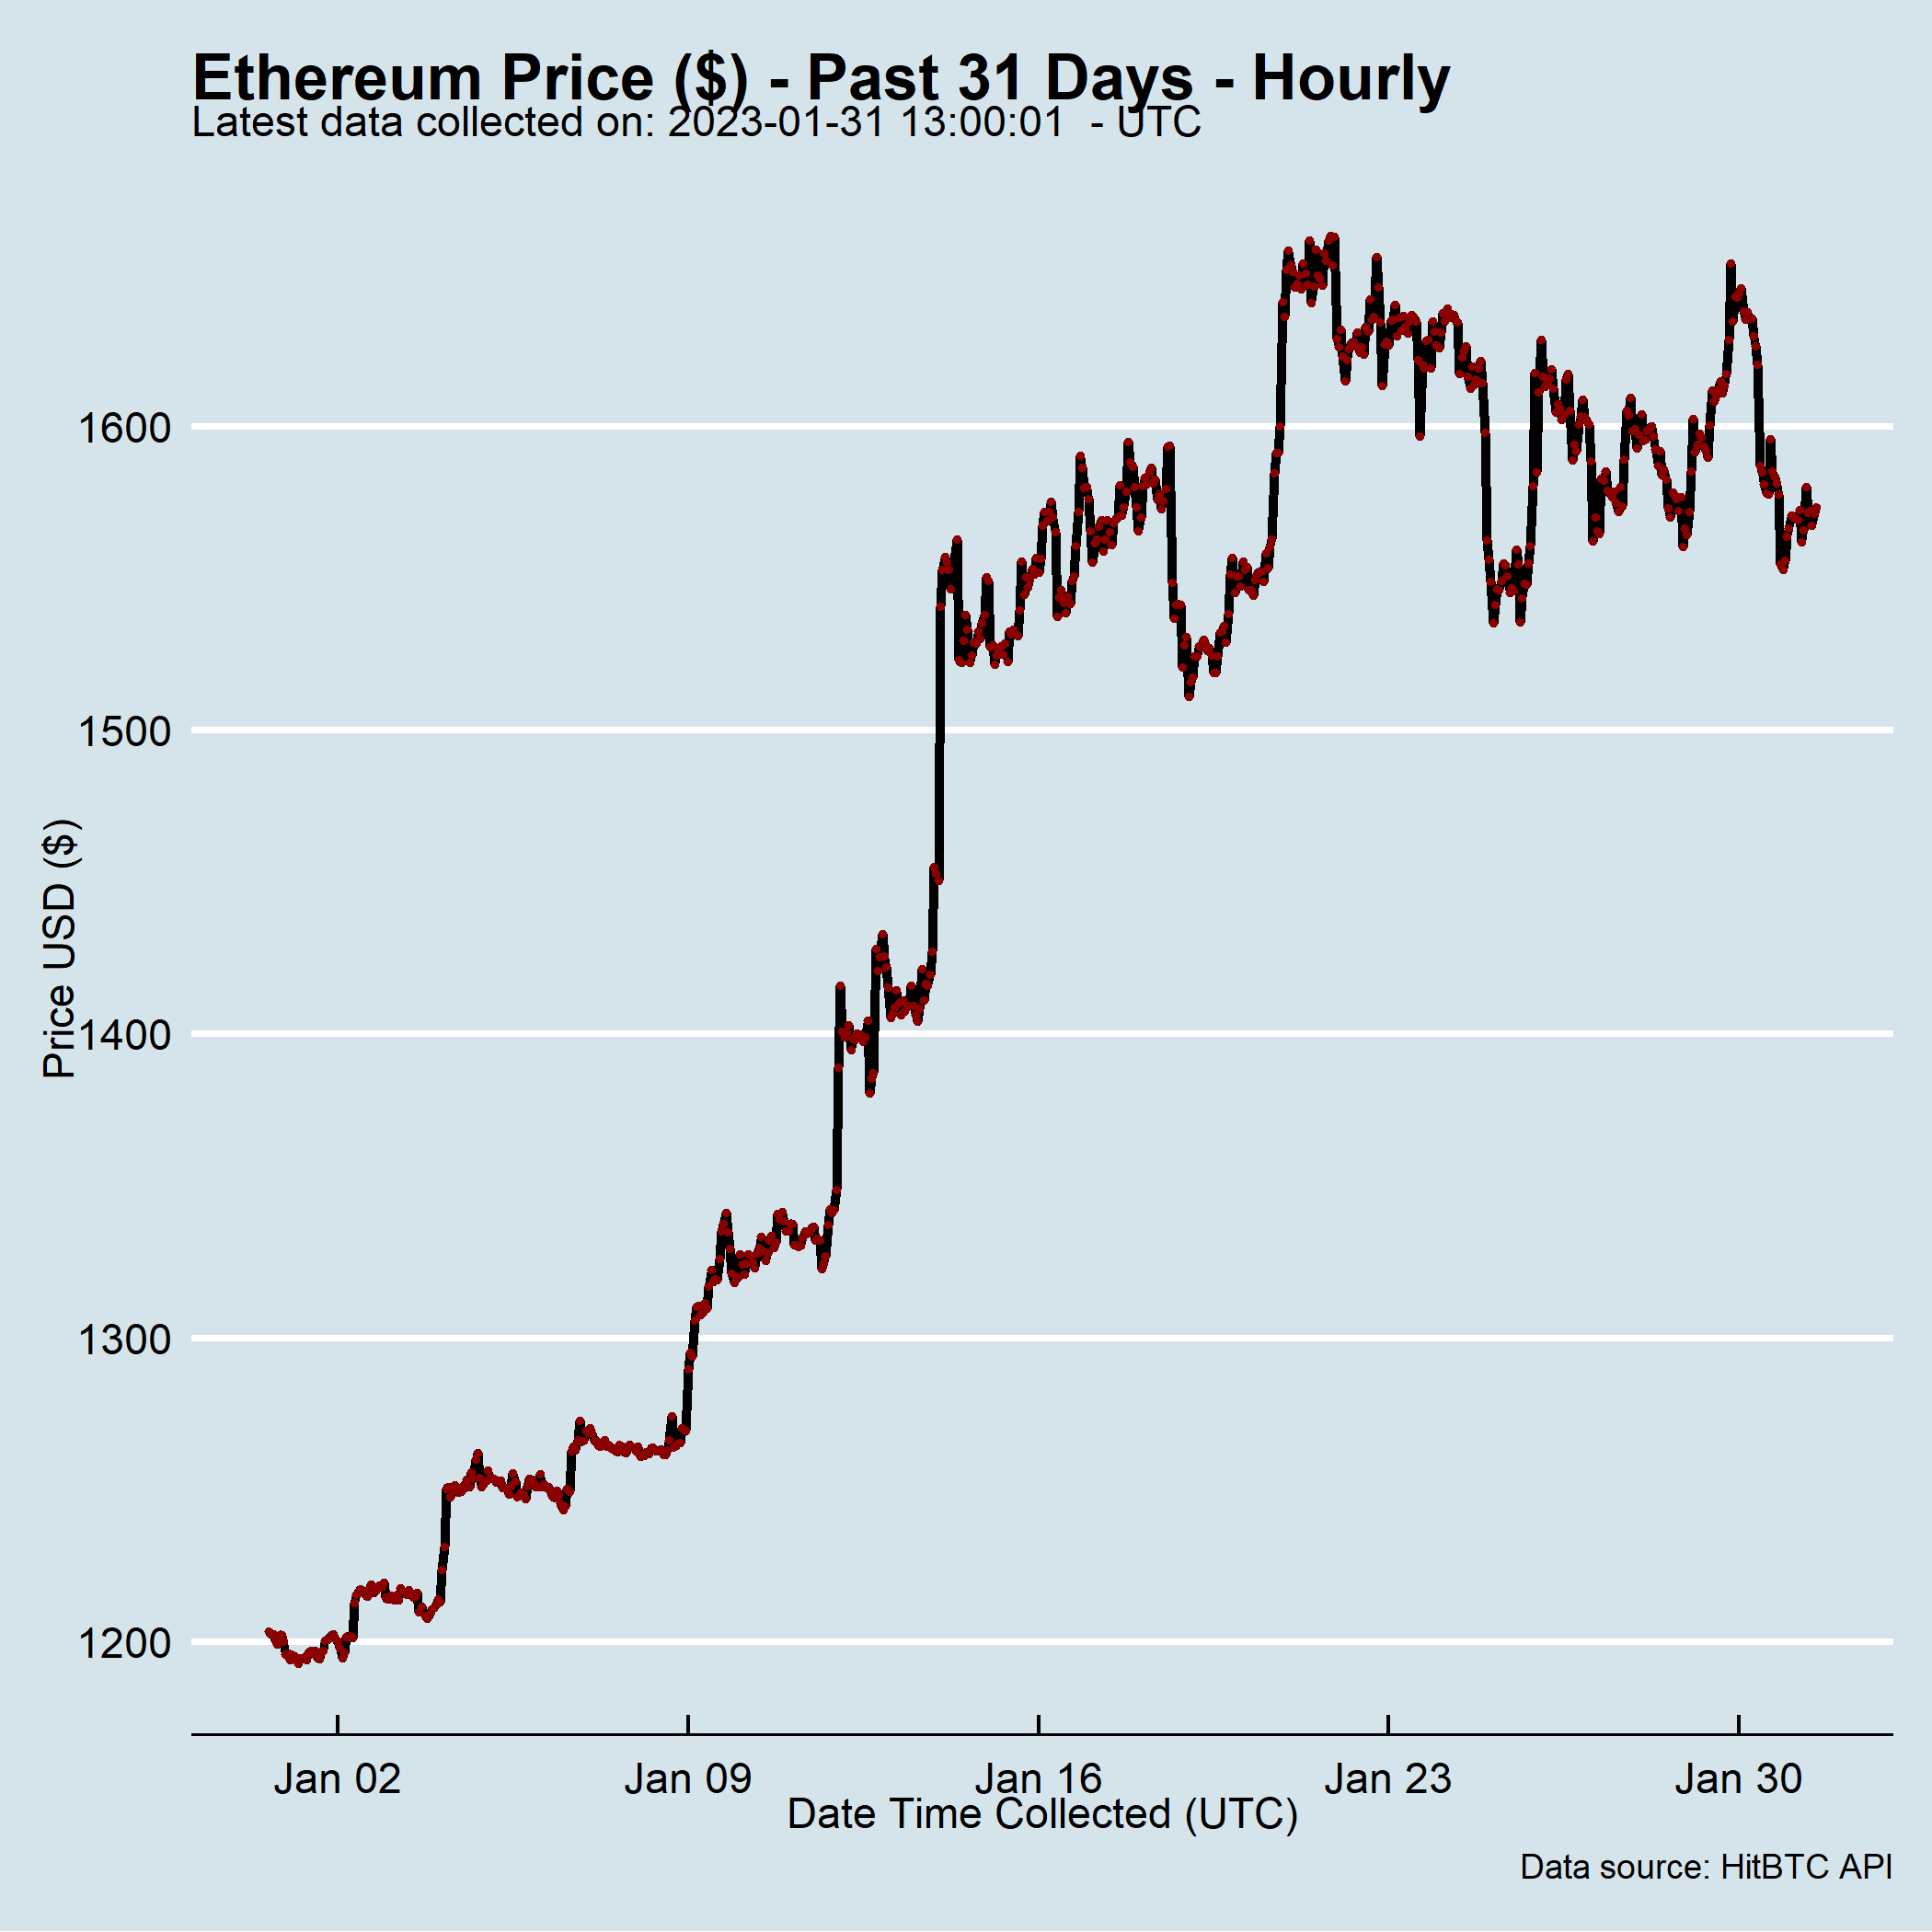 Ethereum Price ($) - Past 31 Days - Hourly
Latest data collected on: 2023-01-31 13:00:01  - UTC
Price USD ($)
1600
1500
1400
1300
1200
Jan 02
Jan 09
Jan 16
Jan 23
Jan 30
Date Time Collected (UTC)
Data source: HitBTC API